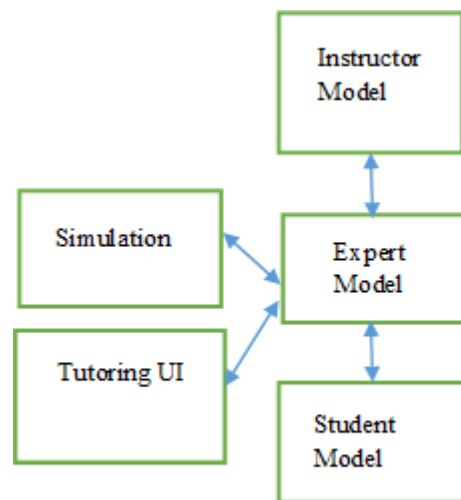 Instructor
Model
Simulation
Expert
Model
Tutoring UI
Student
Model